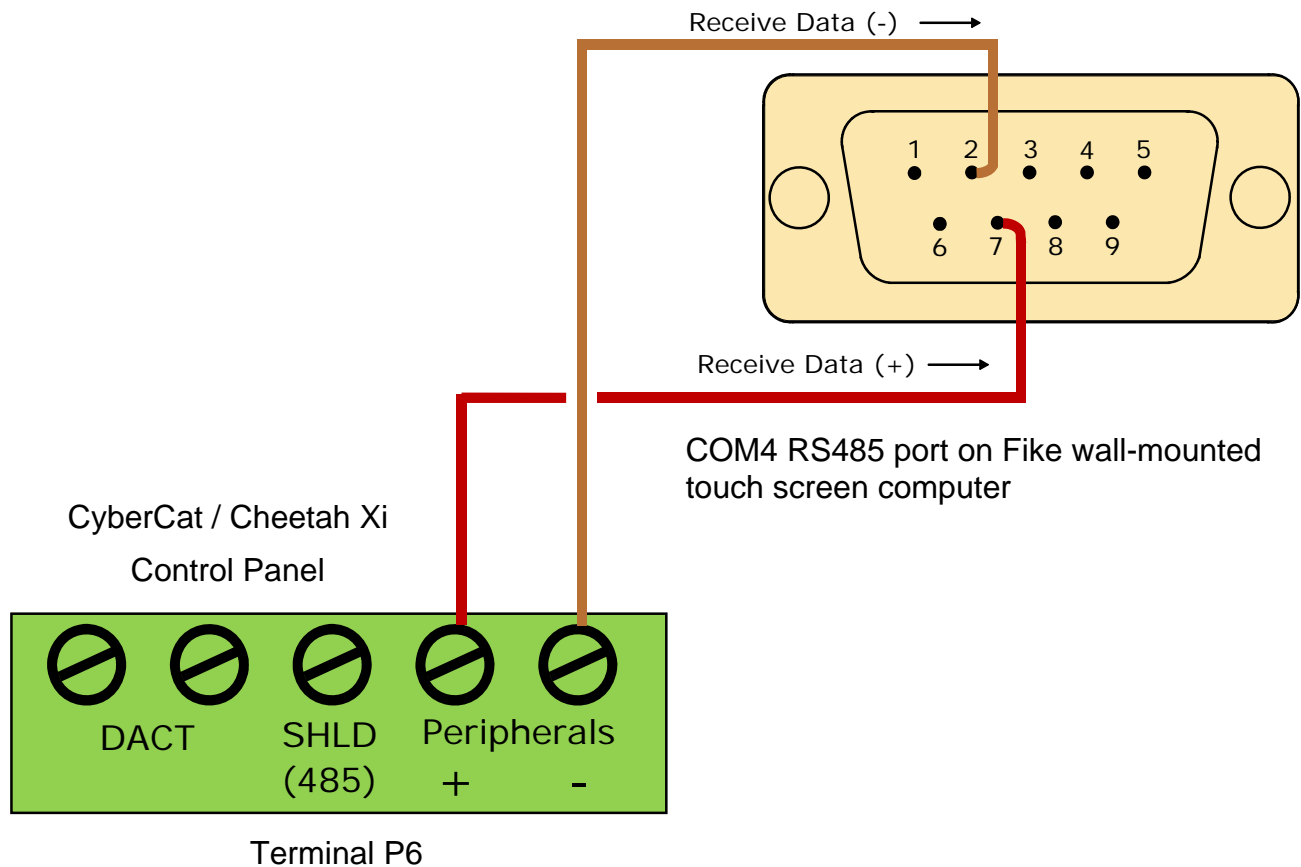 Receive Data (-)
1 2 3 4 5
6 7 8 9
Receive Data (+)
COM4 RS485 port on Fike wall-mounted
touch screen computer
CyberCat / Cheetah Xi
Control Panel
DACT SHLD Peripherals
(485) + -
Terminal P6